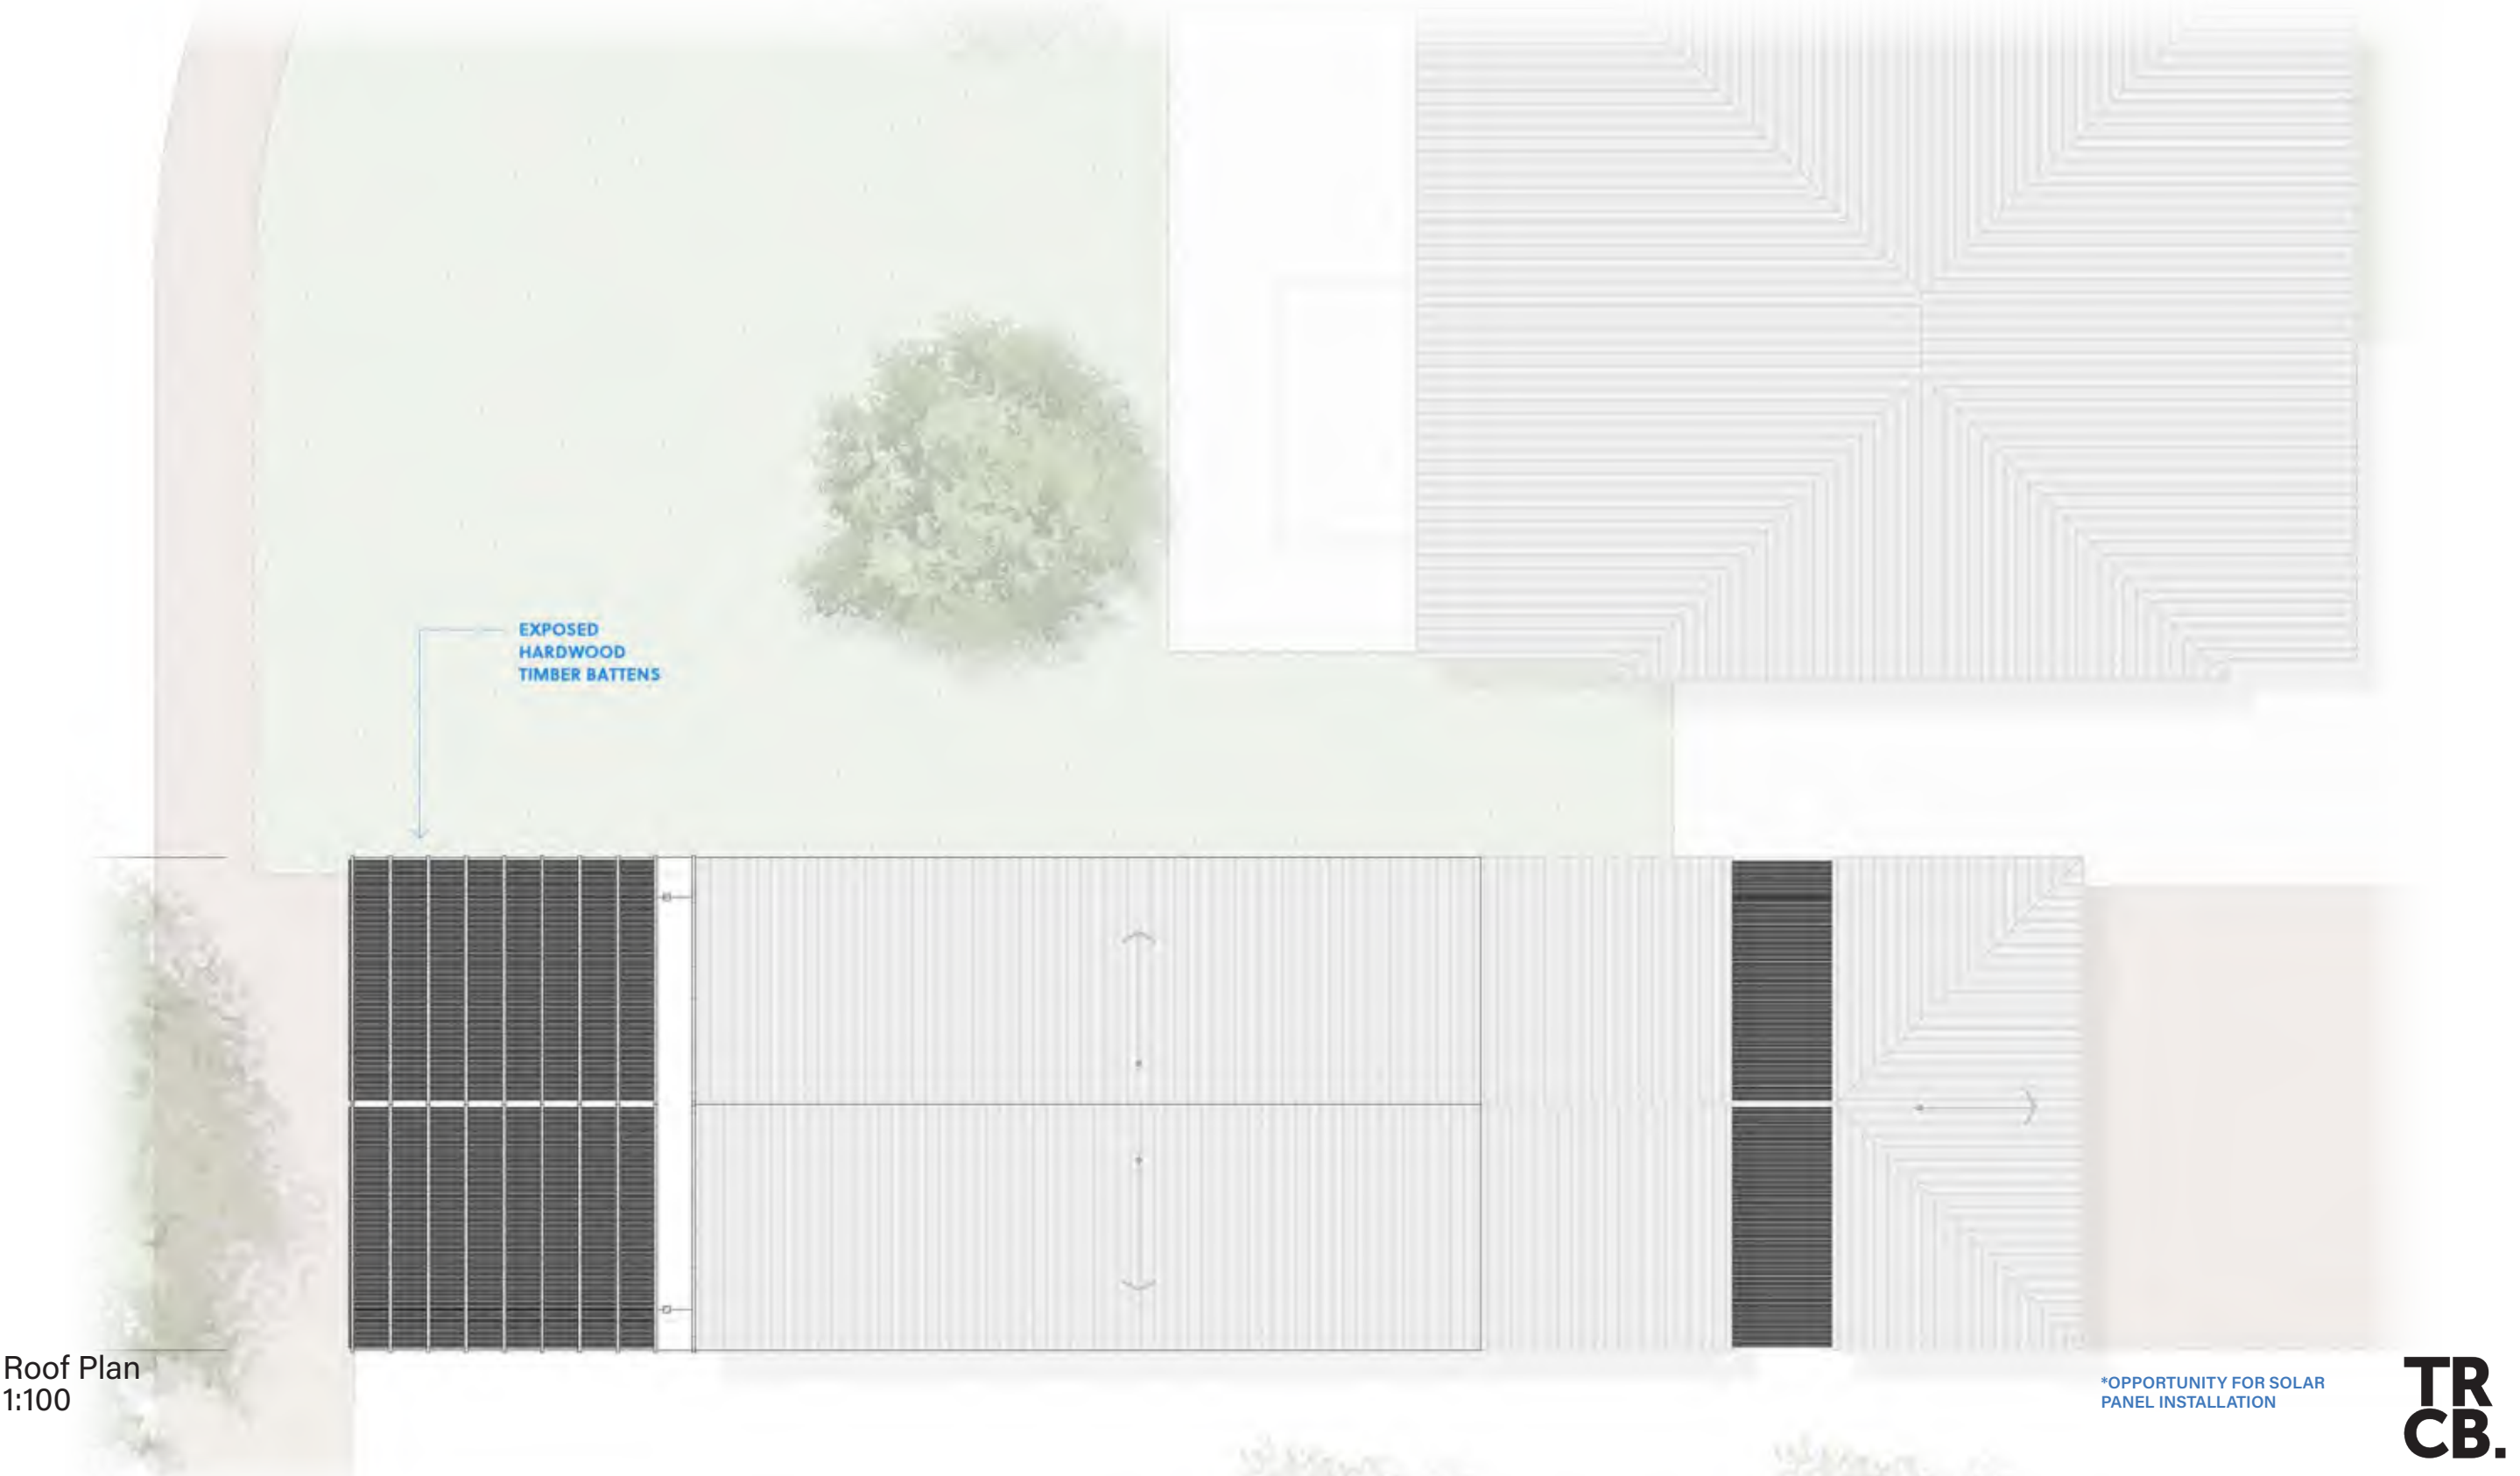 EXPOSED
HARDWOOD
TIMBER BATTENS
Roof Plan
1:100
*OPPORTUNITY FOR SOLAR
PANEL INSTALLATION
TR
CB.